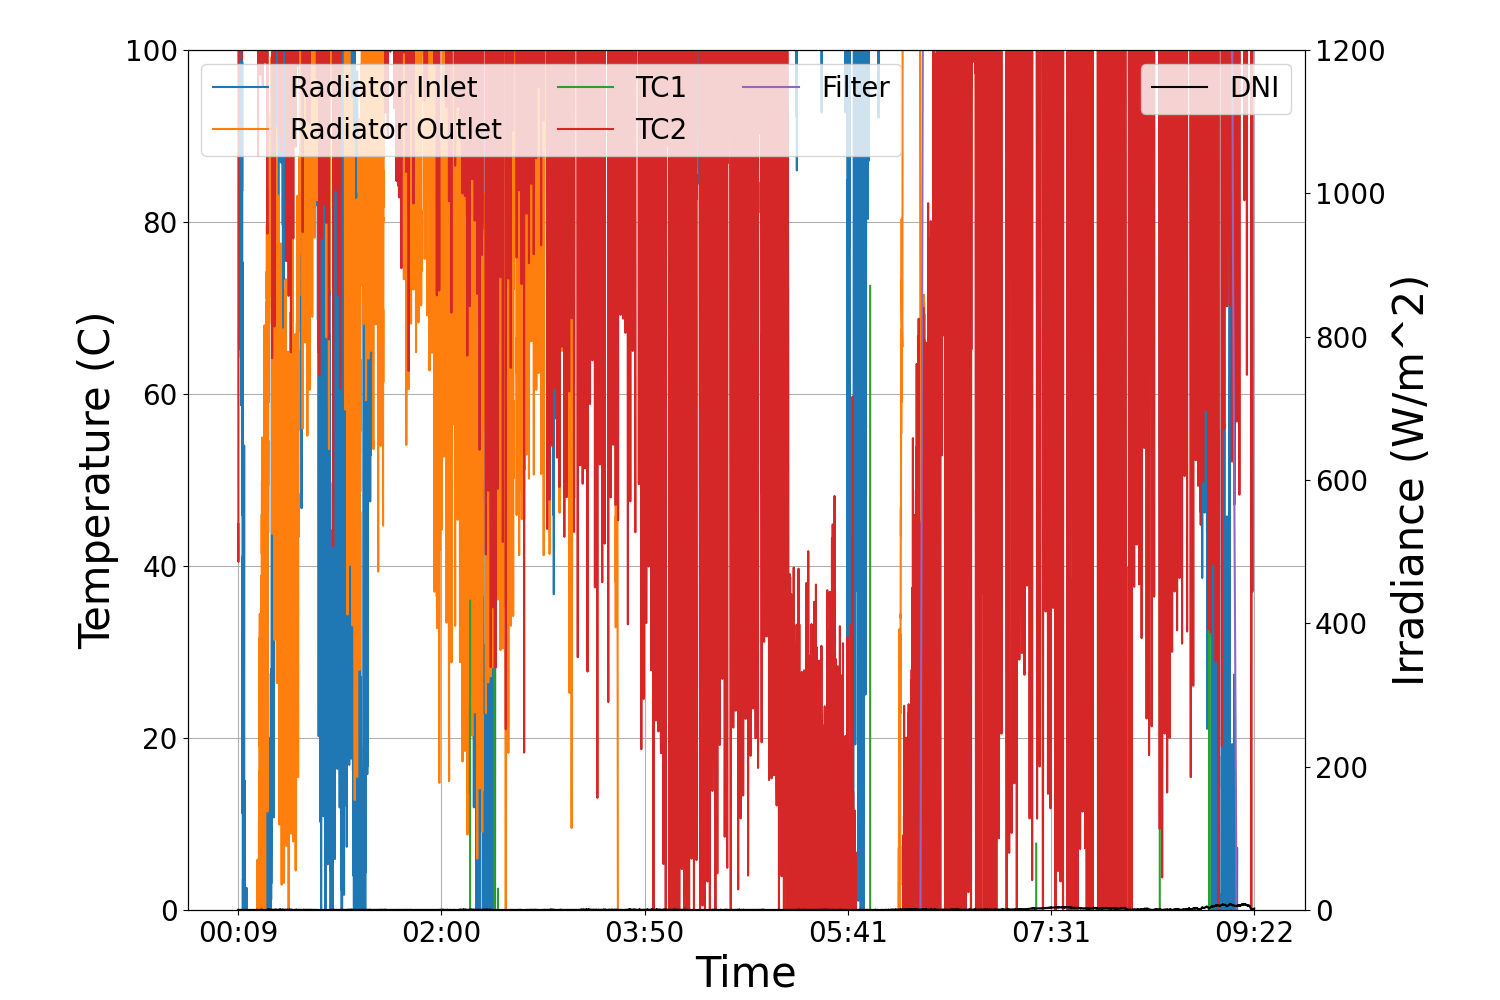 100
80
60
40
20
0
Temperature (C)
Radiator Inlet
Radiator Outlet
TC1
TC2
Filter
DNI
1200
1000
800
600
400
200
0
Irradiance (W/m^2)
00:09
02:00
03:50
05:41
07:31
09:22
Time